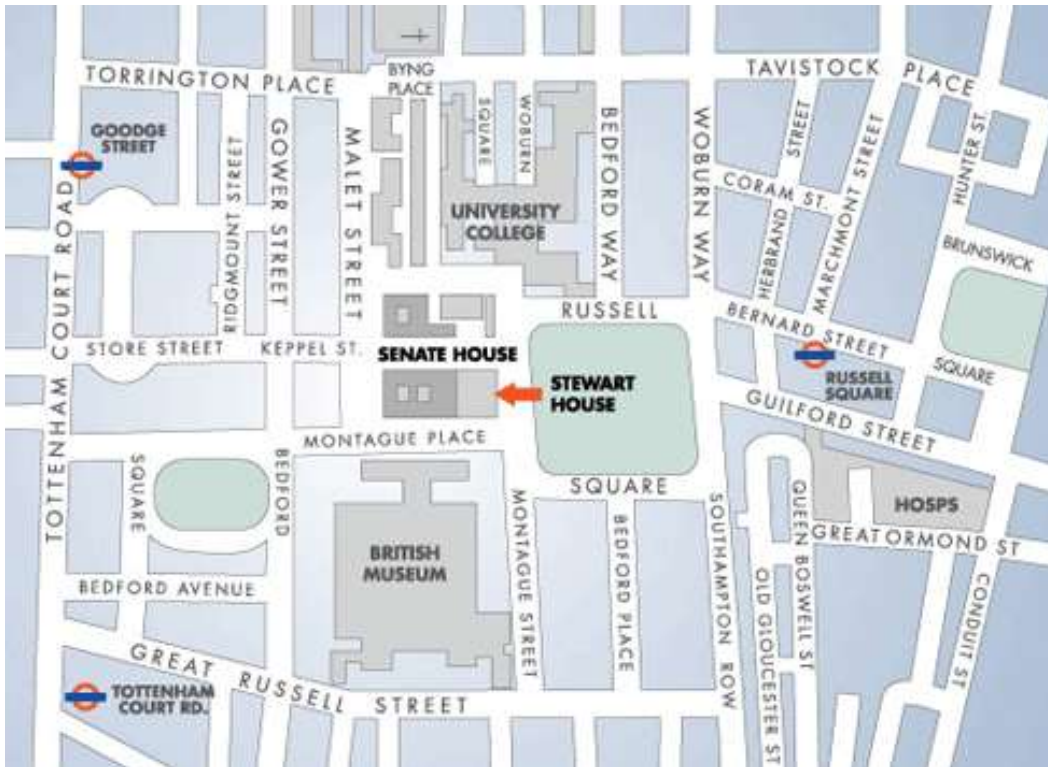 TORRINGTON PLACE
BYNG
PLACE
TAVISTOCK PLACE
GOODGE
STREET
RIDGMOUNT STREET
GOWER STREET
MALET STREET
SQUARE
WOBURN
BEDFORD WAY
WOBURN WAY
STREET
HERBRAND
MARCHMONT STREET
HUNTER ST.
CORAM ST.
UNIVERSITY
COLLEGE
TOTTENHAM COURT ROAD
BRUNSWICK
SQUARE
RUSSELL
BERNARD STREET
STORE STREET
KEPPEL ST.
SENATE HOUSE
STEWART
HOUSE
RUSSELL
SQUARE
GUILFORD STREET
MONTAGUE PLACE
SQUARE
BEDFORD
SQUARE
HOSPS
GREAT ORMOND ST
BRITISH
MUSEUM
MONTAGUE STREET
BEDFORD PLACE
SOUTHAMPTON ROW
OLD GLOUCESTER ST
QUEEN BOSWELL ST
CONDUIT ST
BEDFORD AVENUE
GREAT RUSSELL STREET
TOTTENHAM
COURT RD.